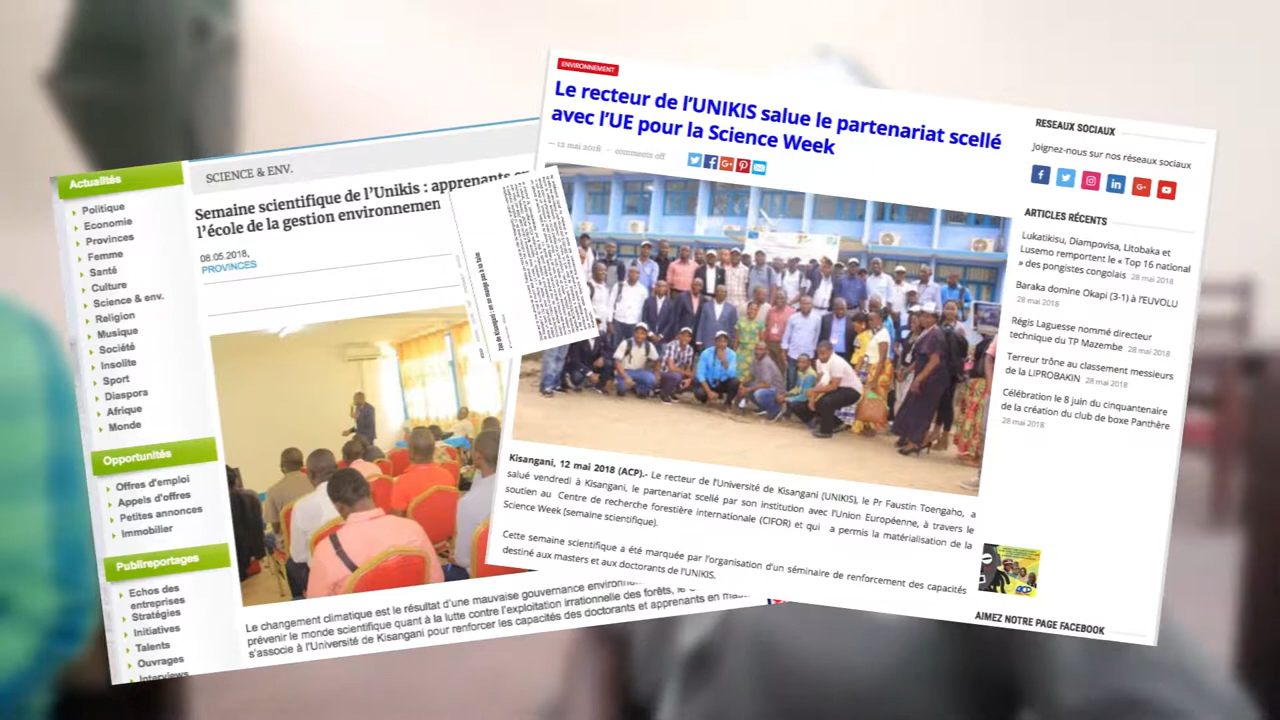 Actualités
Politique
Economie
Provinces
Femme
Santé
Culture
Science & env.
Religion
Musique
Société
Insolite
Sport
Diaspora
Afrique
Monde
Opportunités
Offres d'emploi
Appels d'offres
Petites annonces
Immobilier
Publireportages
Echos des
entreprises
Stratégies
Initiatives
Talents
Ouvrages
Interviews
SCIENCE & ENV.
Semaine scientifique de l'Unikis : apprenants
l'école de la gestion environnemen
08.05.2018,
PROVINCES
Le changement climatique est le résultat d'une mauvaise gouvernance
prévenir le monde scientifique quant à la lutte contre l'exploitation irrationnelle des forêts, le
s'associe à l'Université de Kisangani pour renforcer les capacités des doctorants et apprenants en
ENVIRONNEMENT
Le recteur de l'UNIKIS salue le partenariat scellé
avec l'UE pour la Science Week
— 12 mai 2018 · comments off
Kisangani, 12 mai 2018 (ACP).- Le recteur de l'Université de Kisangani (UNIKIS), le Pr Faustin Toengaho, a
salué vendredi à Kisangani, le partenariat scellé par son institution avec l'Union Européenne, à travers le
soutien au Centre de recherche forestière internationale (CIFOR) et qui a permis la matérialisation de la
Science Week (semaine scientifique).
Cette semaine scientifique a été marquée par l'organisation d'un séminaire de renforcement des capacités
destiné aux masters et aux doctorants de l'UNIKIS.
RESEAUX SOCIAUX
Joignez-nous sur nos réseaux sociaux
ARTICLES RÉCENTS
Lukatikisu, Diampovisa, Litobaka et
Lusemo remportent le « Top 16 national
» des pongistes congolais 28 mai 2018
Baraka domine Okapi (3-1) à l'EUVOLU
28 mai 2018
Régis Laguesse nommé directeur
technique du TP Mazembe 28 mai 2018
Terreur trône au classement messieurs
de la LIPROBAKIN 28 mai 2018
Célébration le 8 juin du cinquantenaire
de la création du club de boxe Panthère
28 mai 2018
ACP
AIMEZ NOTRE PAGE FACEBOOK